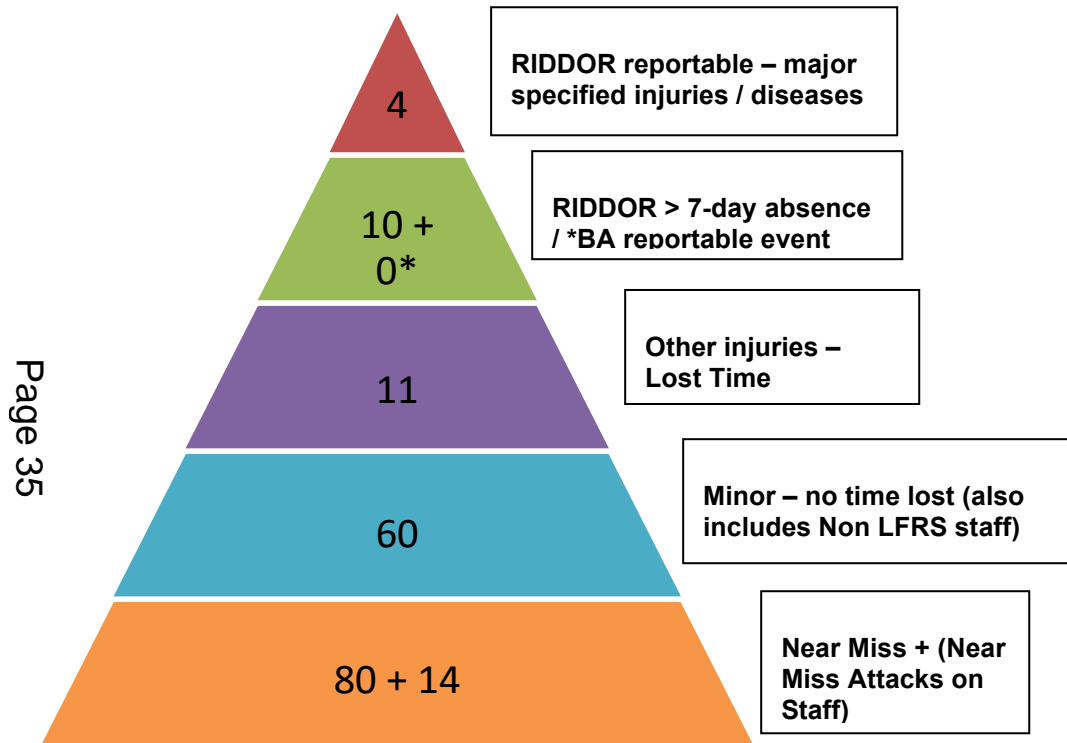 4
RIDDOR reportable – major
specified injuries / diseases
10 +
0*
RIDDOR > 7-day absence
/ *BA reportable event
11
Other injuries –
Lost Time
60
Minor – no time lost (also
includes Non LFRS staff)
80 + 14
Near Miss + (Near
Miss Attacks on
Staff)
Page 35